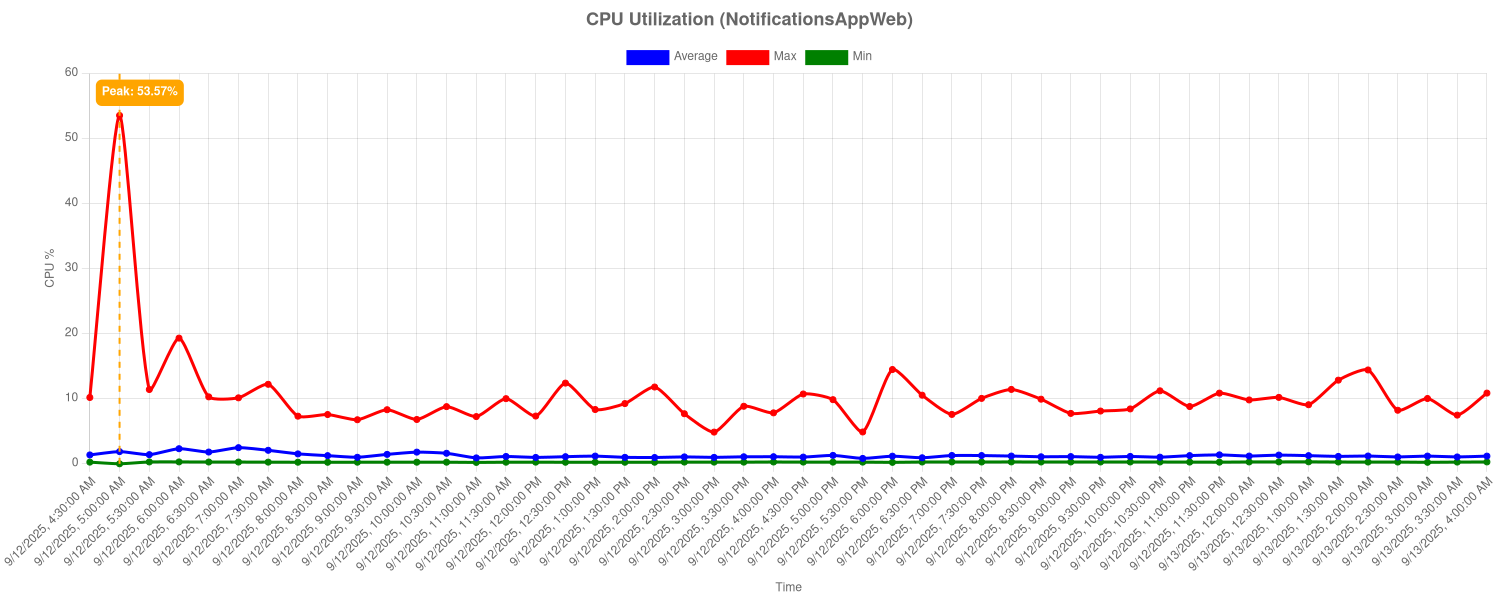 CPU Utilization (NotificationsAppWeb)
Average
Max
Min
Peak: 53.57%
CPU %
60
50
40
30
20
10
0
9/12/2025, 4:30:00 AM
9/12/2025, 5:00:00 AM
9/12/2025, 5:30:00 AM
9/12/2025, 6:00:00 AM
9/12/2025, 6:30:00 AM
9/12/2025, 7:00:00 AM
9/12/2025, 7:30:00 AM
9/12/2025, 8:00:00 AM
9/12/2025, 8:30:00 AM
9/12/2025, 9:00:00 AM
9/12/2025, 9:30:00 AM
9/12/2025, 10:00:00 AM
9/12/2025, 10:30:00 AM
9/12/2025, 11:00:00 AM
9/12/2025, 11:30:00 AM
9/12/2025, 12:00:00 PM
9/12/2025, 12:30:00 PM
9/12/2025, 1:00:00 PM
9/12/2025, 1:30:00 PM
9/12/2025, 2:00:00 PM
9/12/2025, 2:30:00 PM
9/12/2025, 3:00:00 PM
9/12/2025, 3:30:00 PM
9/12/2025, 4:00:00 PM
9/12/2025, 4:30:00 PM
9/12/2025, 5:00:00 PM
9/12/2025, 5:30:00 PM
9/12/2025, 6:00:00 PM
9/12/2025, 6:30:00 PM
9/12/2025, 7:00:00 PM
9/12/2025, 7:30:00 PM
9/12/2025, 8:00:00 PM
9/12/2025, 8:30:00 PM
9/12/2025, 9:00:00 PM
9/12/2025, 9:30:00 PM
9/12/2025, 10:00:00 PM
9/12/2025, 10:30:00 PM
9/12/2025, 11:00:00 PM
9/12/2025, 11:30:00 PM
9/13/2025, 12:00:00 AM
9/13/2025, 12:30:00 AM
9/13/2025, 1:00:00 AM
9/13/2025, 1:30:00 AM
9/13/2025, 2:00:00 AM
9/13/2025, 2:30:00 AM
9/13/2025, 3:00:00 AM
9/13/2025, 3:30:00 AM
9/13/2025, 4:00:00 AM
Time